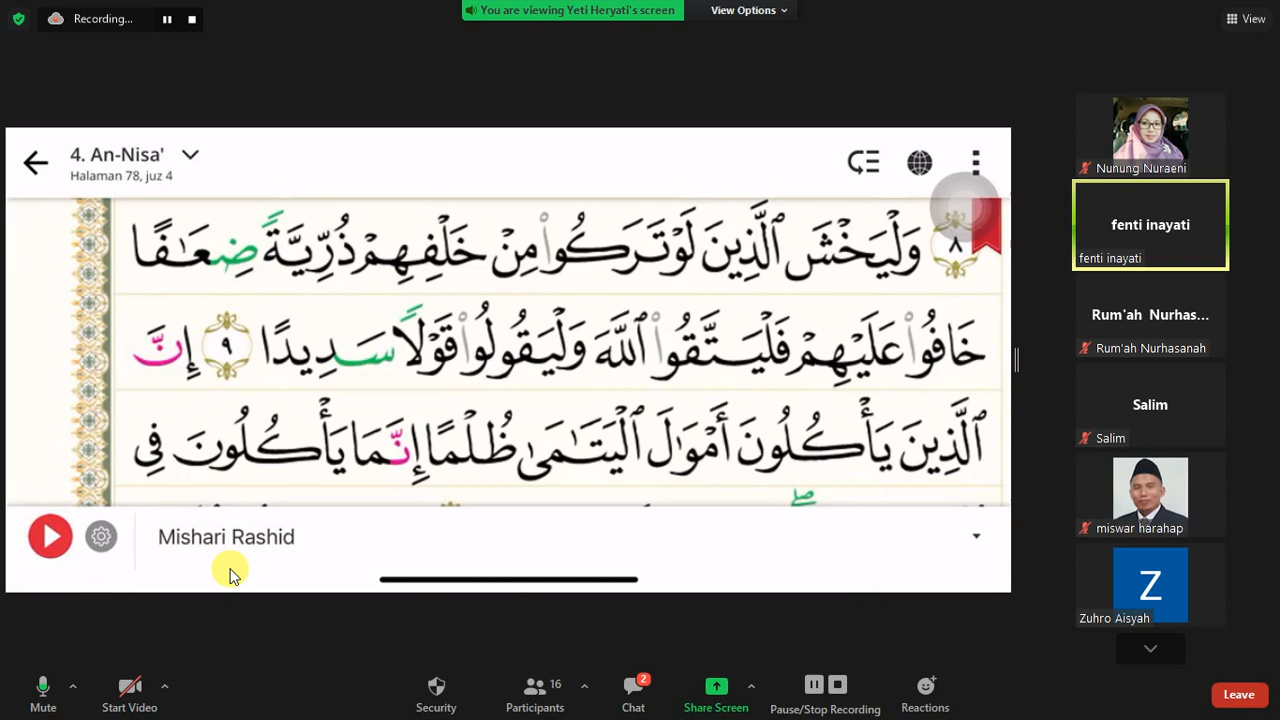 Recording...
You are viewing Yeti Heryati's screen
View Options
View
4. An-Nisa'
Halaman 78, juz 4
٨ وَلْيَخْشَ ٱلَّذِينَ لَوْ تَرَكُوا۟ مِنْ خَلْفِهِمْ ذُرِّيَّةً ضِعَـٰفًا
خَافُوا۟ عَلَيْهِمْ فَلْيَتَّقُوا۟ ٱللَّهَ وَلْيَقُولُوا۟ قَوْلًا سَدِيدًا ٩ إِنَّ
ٱلَّذِينَ يَأْكُلُونَ أَمْوَٰلَ ٱلْيَتَـٰمَىٰ ظُلْمًا إِنَّمَا يَأْكُلُونَ فِى
Mishari Rashid
Nunung Nuraeni
fenti inayati
fenti inayati
Rum'ah Nurhas...
Rum'ah Nurhasanah
Salim
Salim
miswar harahap
Z
Zuhro Aisyah
Mute
Start Video
Security
16
Participants
2
Chat
Share Screen
Pause/Stop Recording
Reactions
Leave